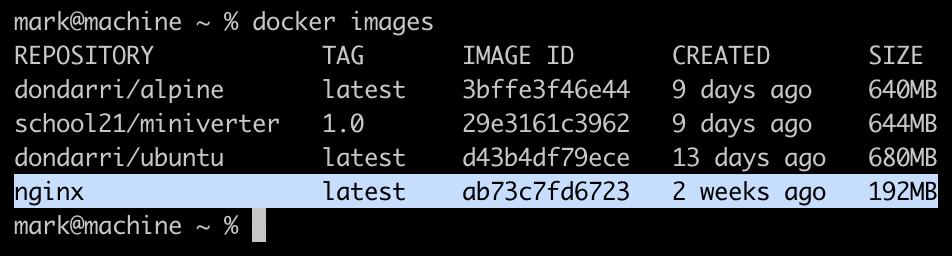 mark@machine ~ % docker images
REPOSITORY TAG IMAGE ID CREATED SIZE
dondarri/alpine latest 3bffe3f46e44 9 days ago 640MB
school21/miniverter 1.0 29e3161c3962 9 days ago 644MB
dondarri/ubuntu latest d43b4df79ece 13 days ago 680MB
nginx latest ab73c7fd6723 2 weeks ago 192MB
mark@machine ~ %